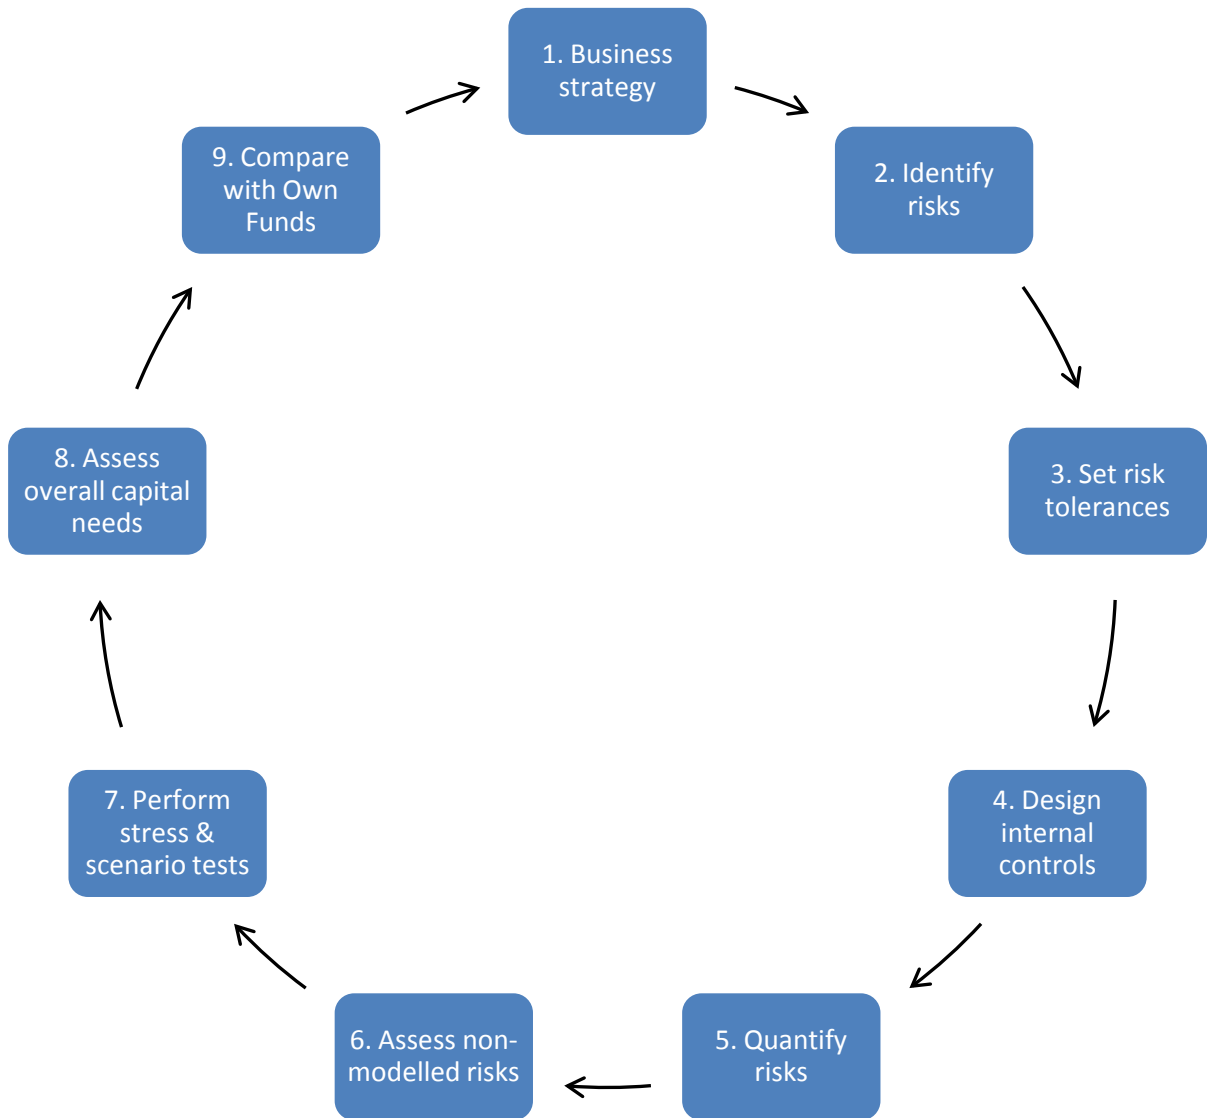 1. Business
strategy
2. Identify
risks
3. Set risk
tolerances
4. Design
internal
controls
5. Quantify
risks
6. Assess non-
modelled risks
7. Perform
stress &
scenario tests
8. Assess
overall capital
needs
9. Compare
with Own
Funds